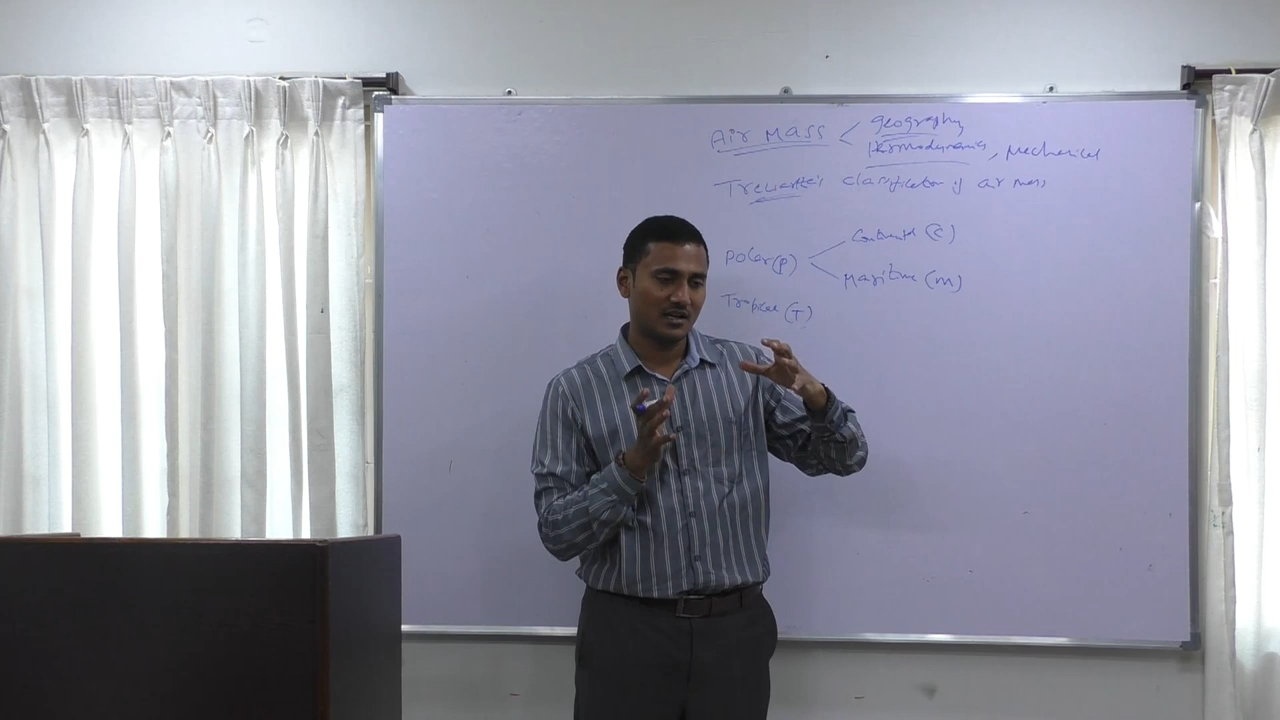 Air Mass < geography
thermodynamics, Mechanical
Trewartha's classification of air mass
Polar (P) Continental (C)
Maritime (M)
Tropical (T)